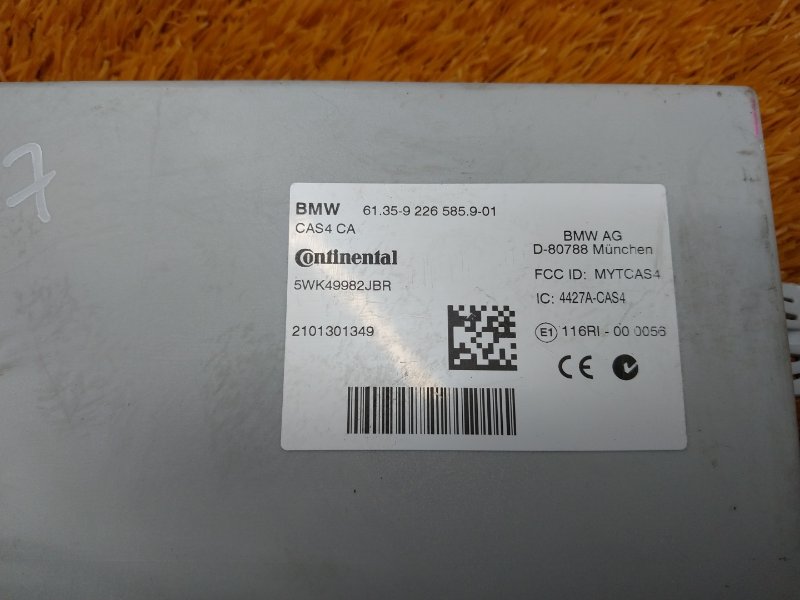 7
BMW 61.35-9 226 585.9-01
CAS4 CA
Continental
5WK49982JBR
2101301349
BMW AG
D-80788 München
FCC ID: MYTCAS4
IC: 4427A-CAS4
E1 116RI - 00 0056
CE